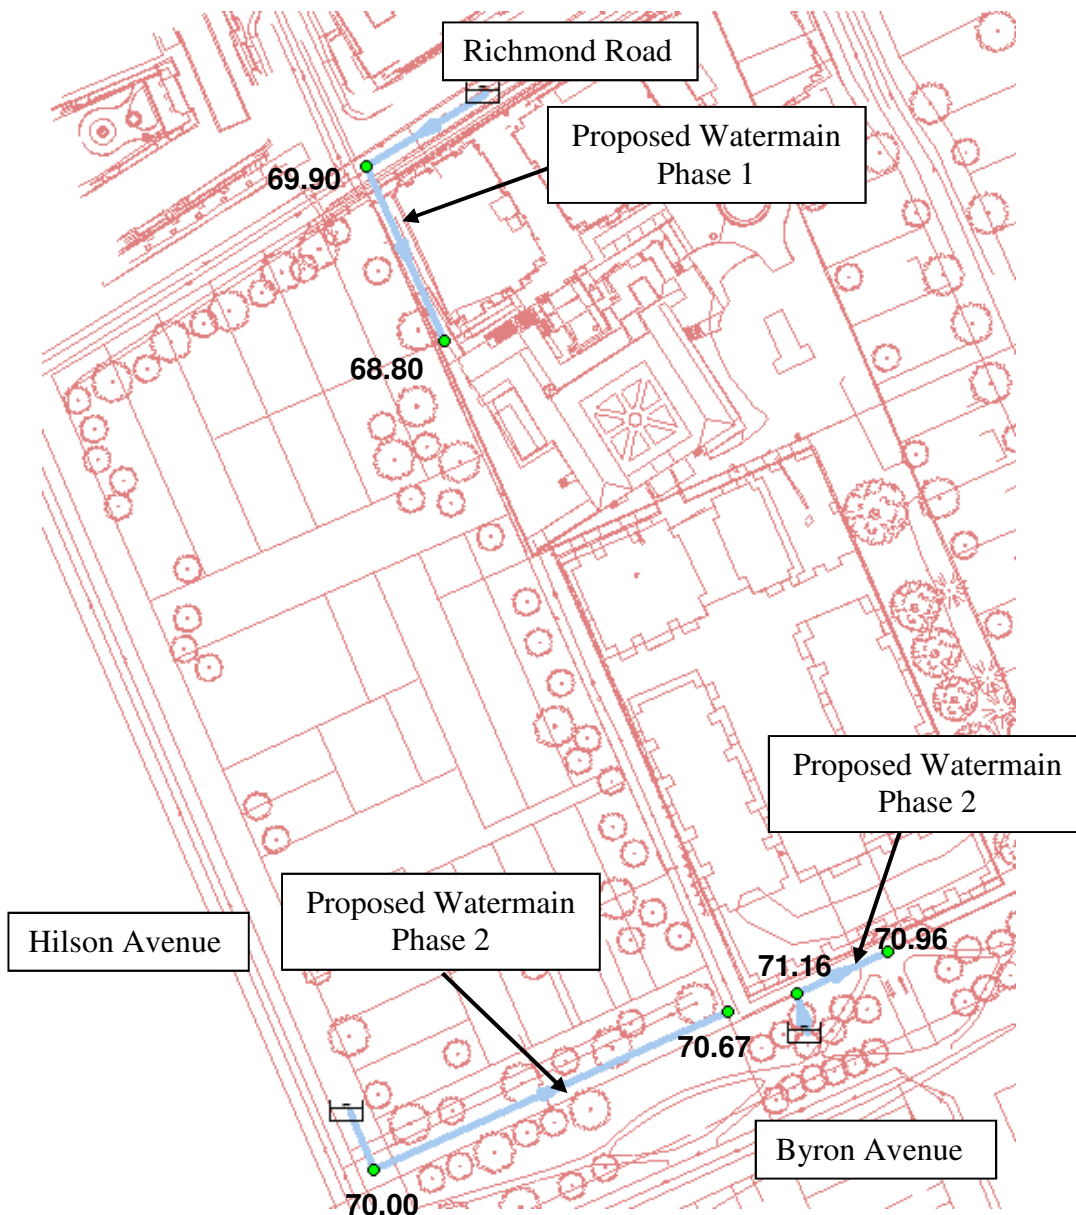 Richmond Road
Proposed Watermain
Phase 1
69.90
68.80
Proposed Watermain
Phase 2
Proposed Watermain
Phase 2
Hilson Avenue
70.96
71.16
70.67
Byron Avenue
70.00